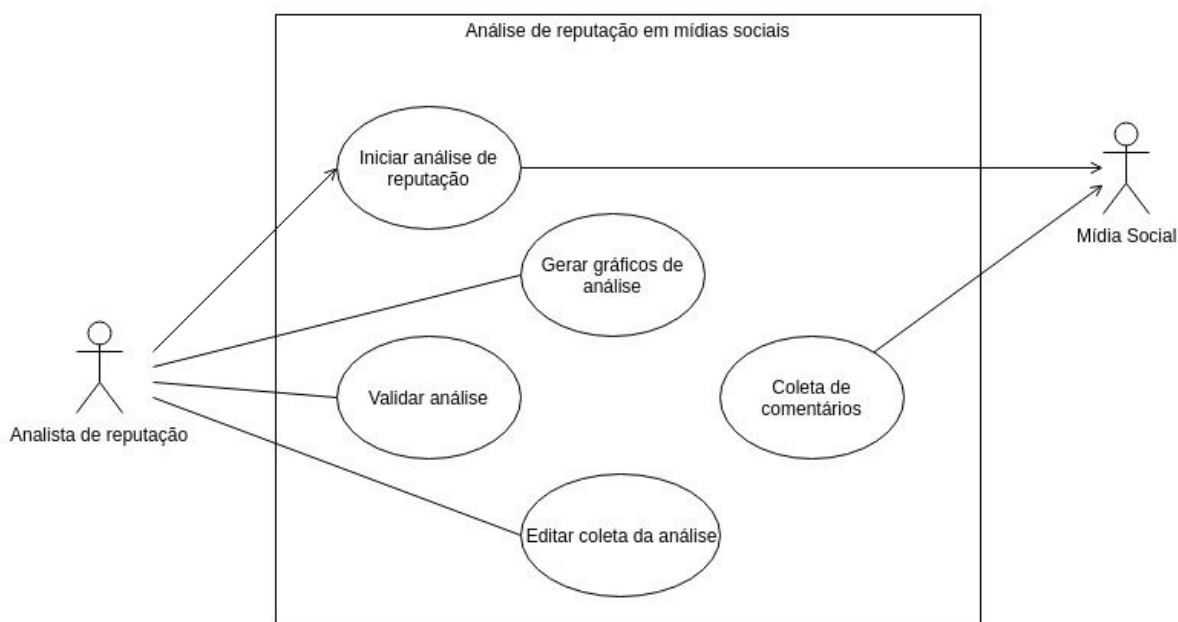 Análise de reputação em mídias sociais
Iniciar análise de
reputação
Mídia Social
Gerar gráficos de
análise
Analista de reputação
Validar análise
Coleta de
comentários
Editar coleta da análise